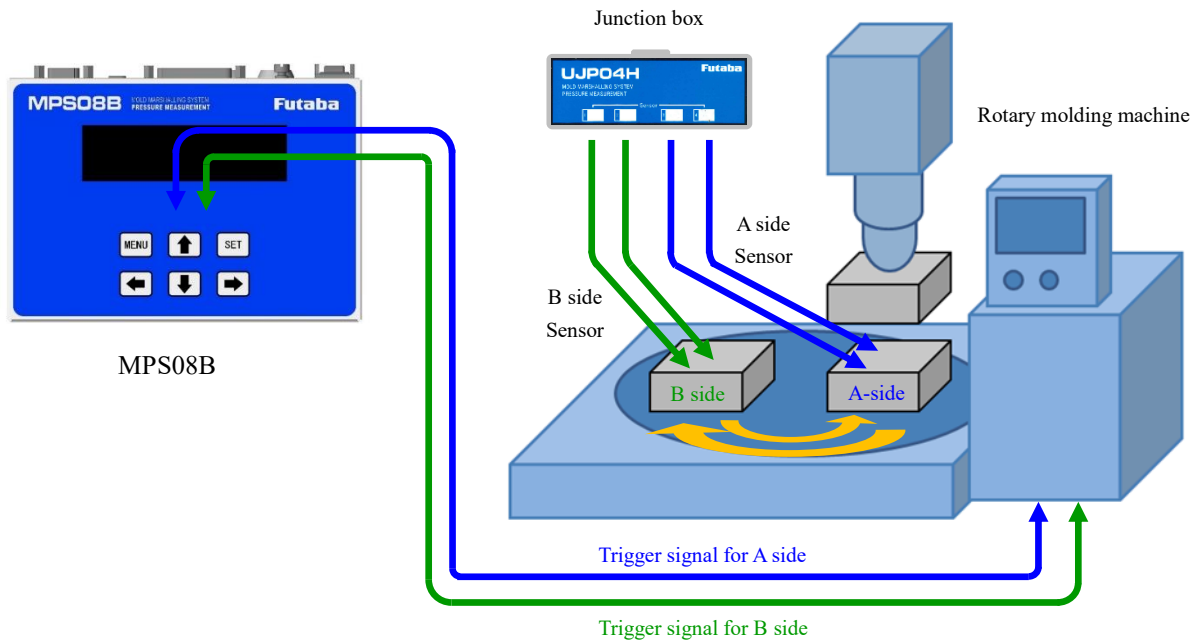 Junction box
UJP04H
Futaba
MOLD MARSHALLING SYSTEM
PRESSURE MEASUREMENT
Sensor
MPS08B
MOLD MARSHALLING SYSTEM
PRESSURE MEASUREMENT
Futaba
Rotary molding machine
MENU
SET
A side
Sensor
B side
Sensor
MPS08B
B side
A-side
Trigger signal for A side
Trigger signal for B side